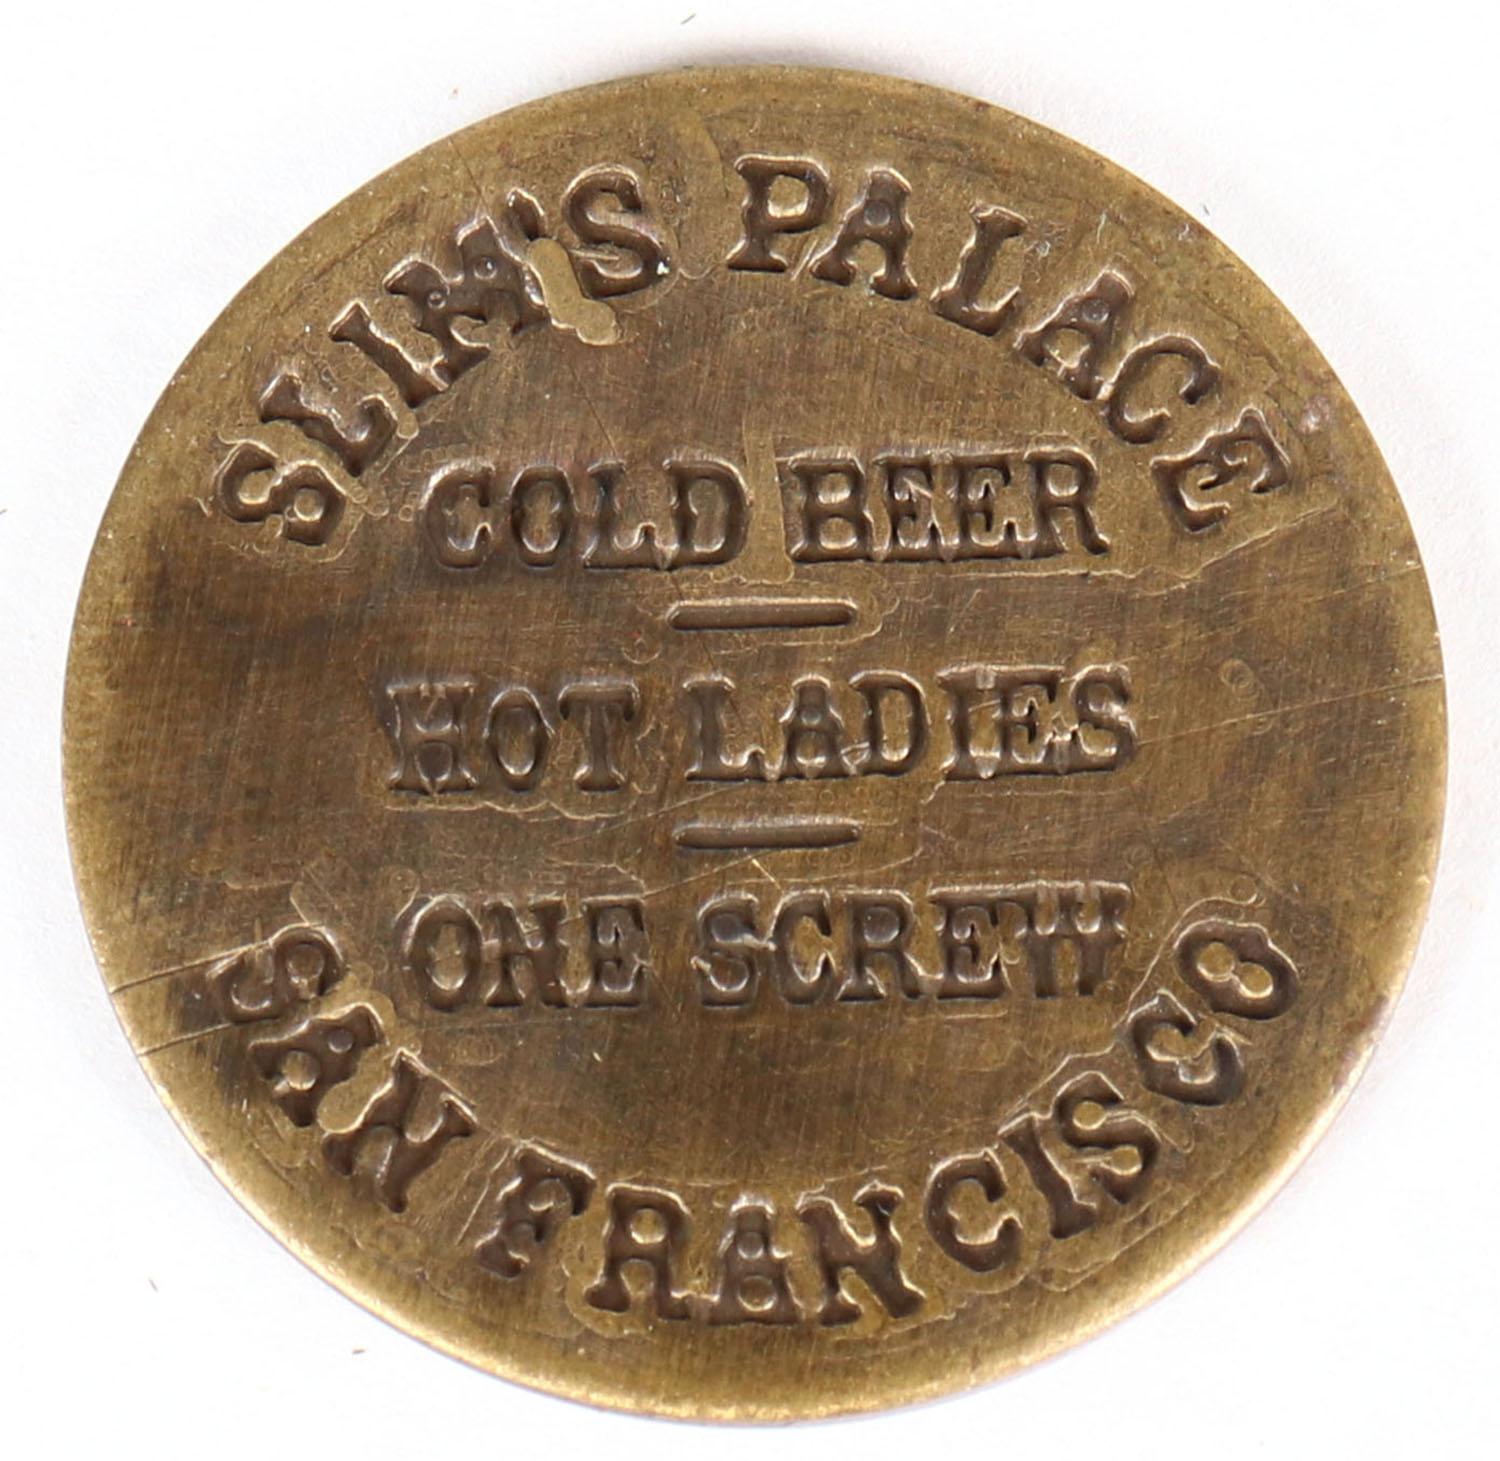 SLIM'S PALACE
COLD BEER
HOT LADIES
ONE SCREW
SAN FRANCISCO